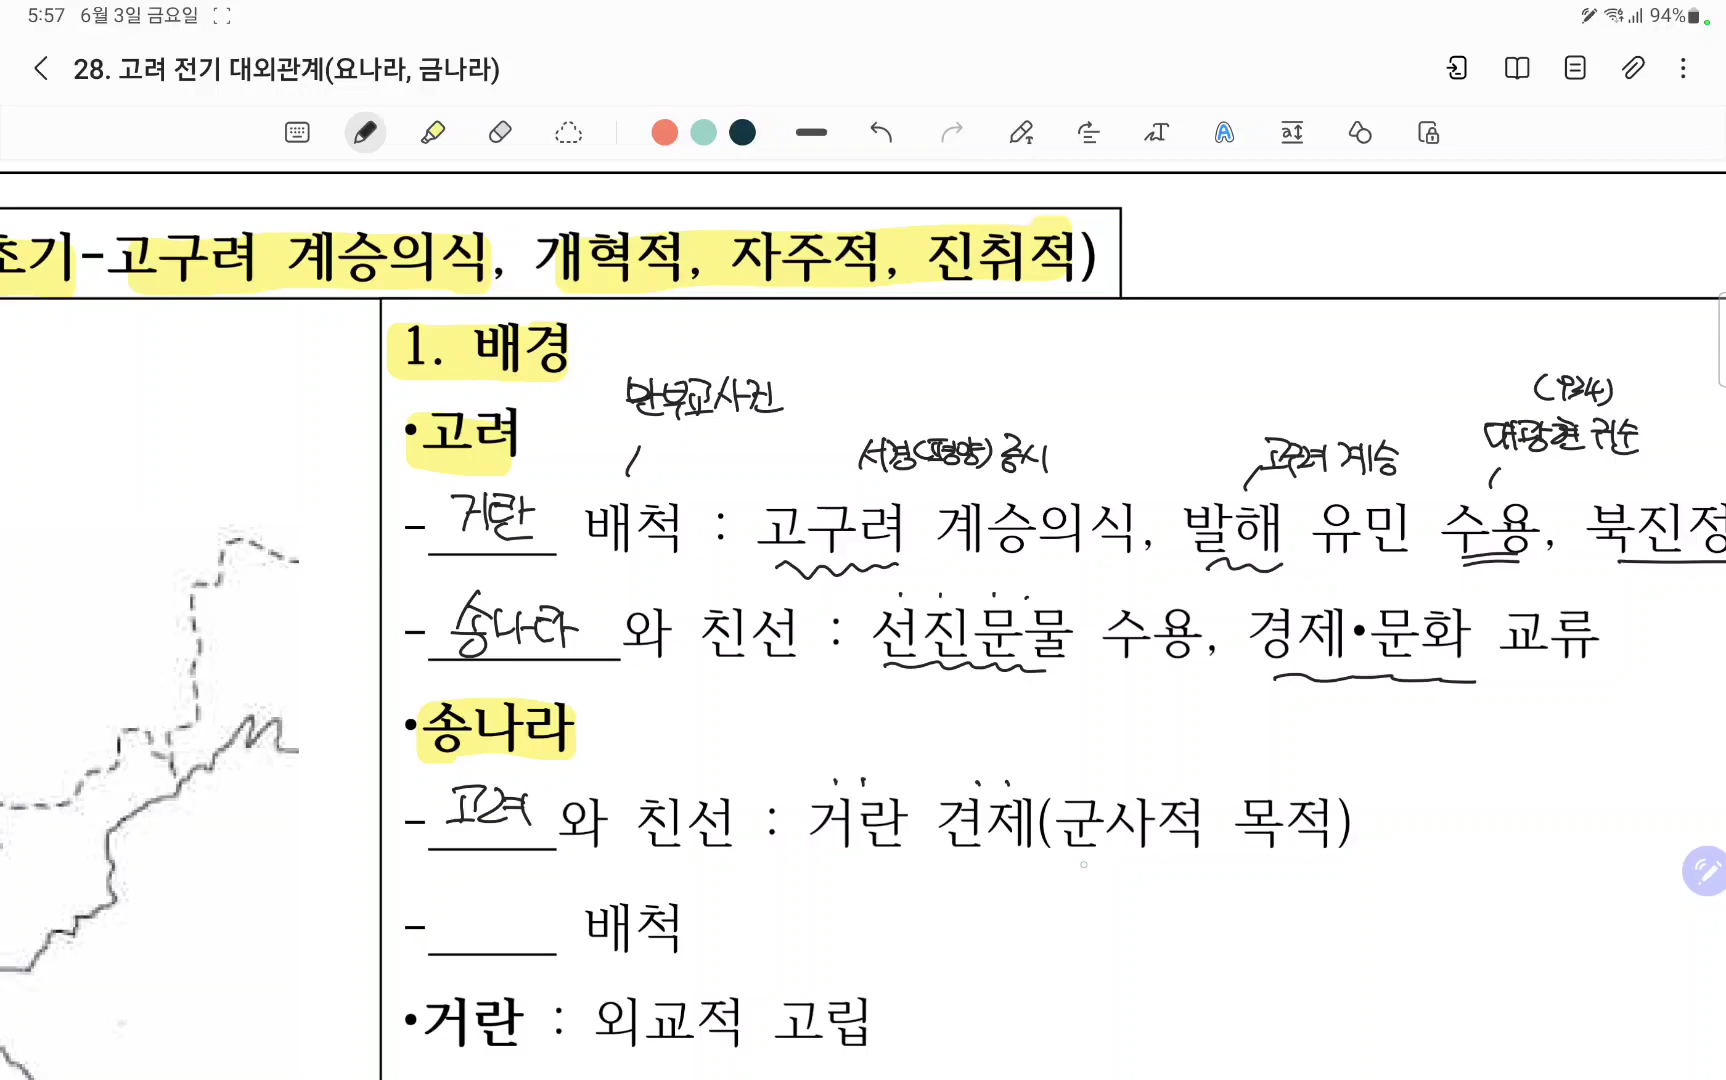 5:57 6월 3일 금요일
94%
28. 고려 전기 대외관계(요나라, 금나라)
초기-고구려 계승의식, 개혁적, 자주적, 진취적)
1. 배경
만부교사건
(934)
•고려
서경(평양) 중시
고구려 계승
대광현 귀순
- 거란 배척 : 고구려 계승의식, 발해 유민 수용, 북진정
- 송나라 와 친선 : 선진문물 수용, 경제•문화 교류
•송나라
- 고려 와 친선 : 거란 견제(군사적 목적)
-_____ 배척
•거란 : 외교적 고립